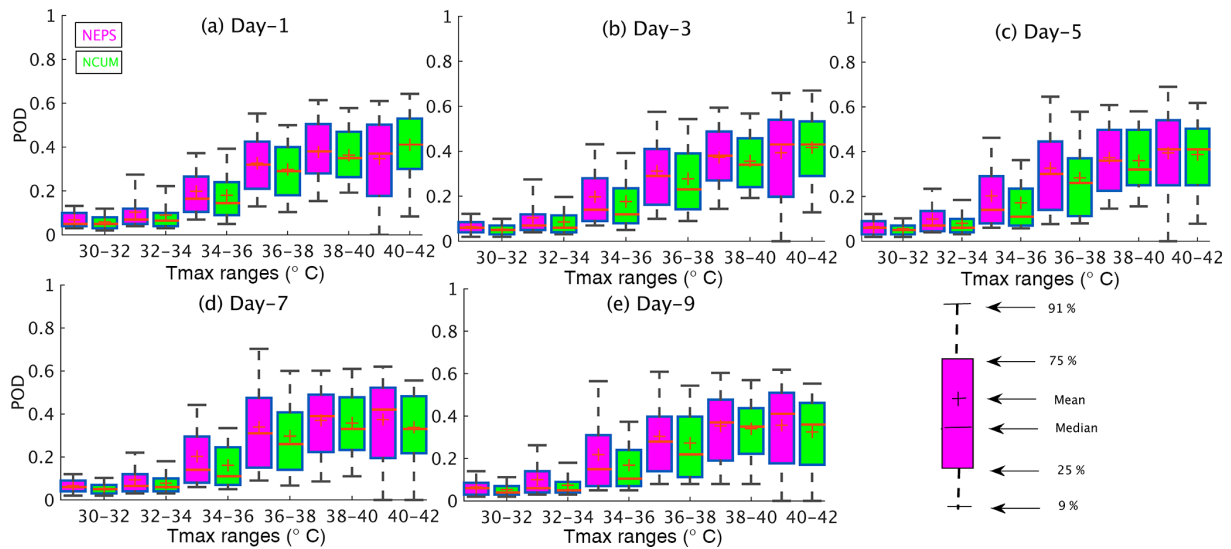 (a) Day−1
NEPS
NCUM
POD
1
0.8
0.6
0.4
0.2
0
30−32 32−34 34−36 36−38 38−40 40−42
Tmax ranges (° C)
(b) Day−3
1
0.8
0.6
0.4
0.2
0
30−32 32−34 34−36 36−38 38−40 40−42
Tmax ranges (° C)
(c) Day−5
1
0.8
0.6
0.4
0.2
0
30−32 32−34 34−36 36−38 38−40 40−42
Tmax ranges (° C)
(d) Day−7
POD
1
0.8
0.6
0.4
0.2
0
30−32 32−34 34−36 36−38 38−40 40−42
Tmax ranges (° C)
(e) Day−9
1
0.8
0.6
0.4
0.2
0
30−32 32−34 34−36 36−38 38−40 40−42
Tmax ranges (° C)
91 %
75 %
Mean
Median
25 %
9 %